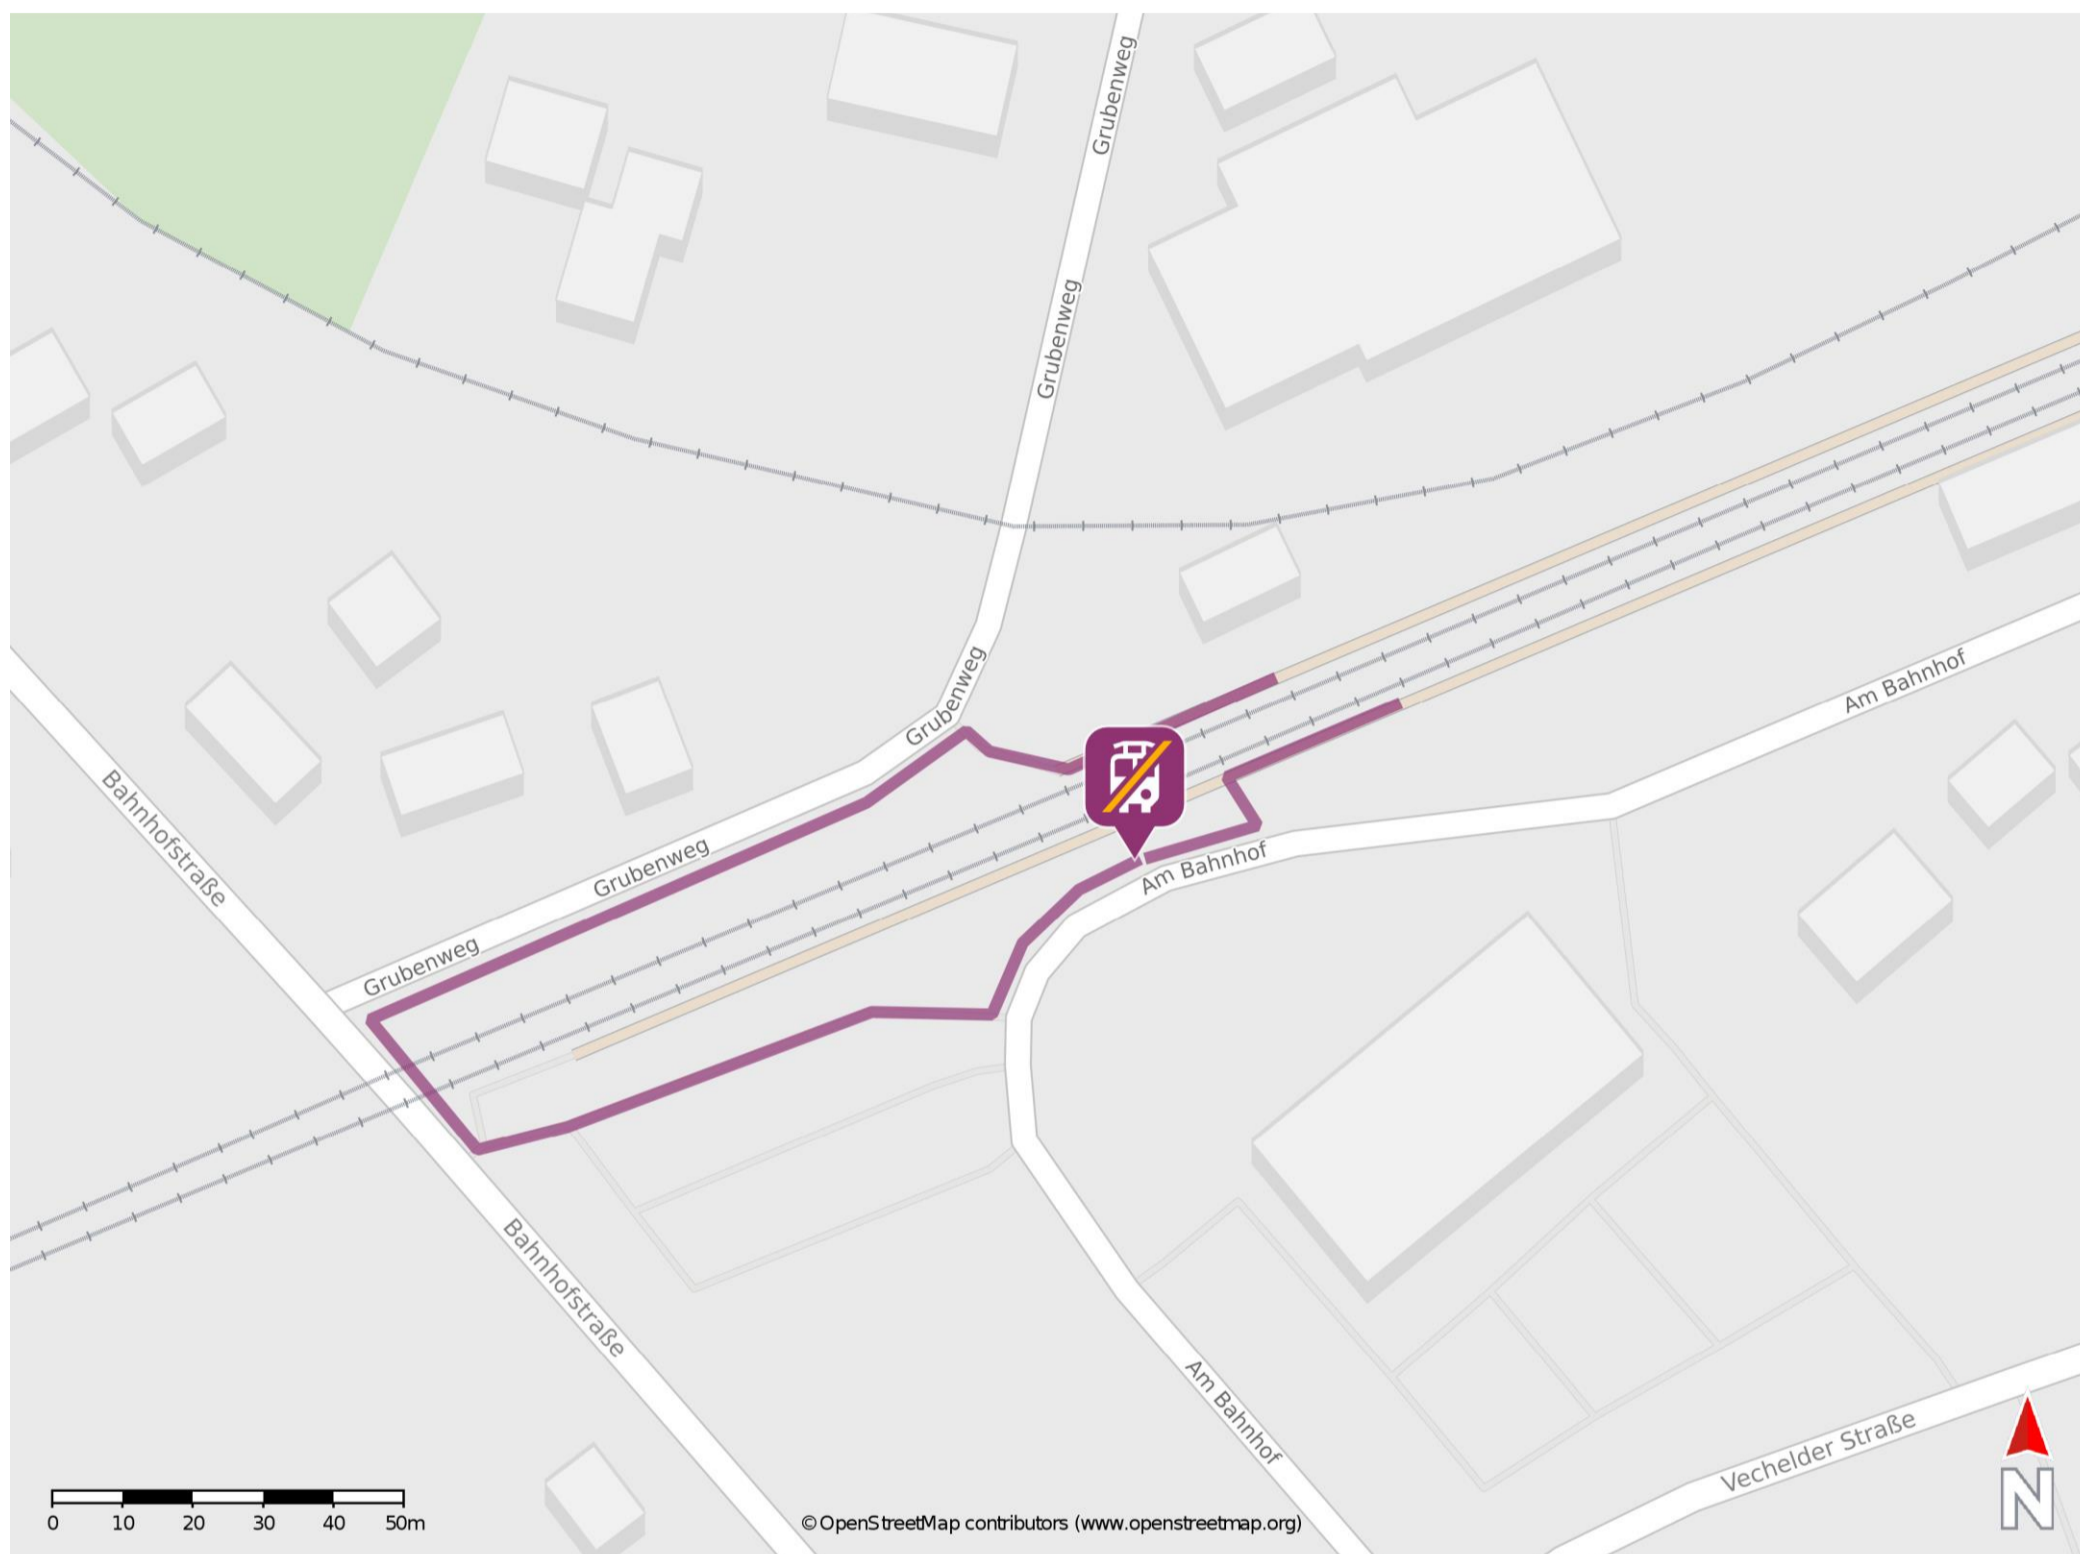 Grubenweg
Grubenweg
Grubenweg
Am Bahnhof
Bahnhofstraße
Grubenweg
Am Bahnhof
Grubenweg
Bahnhofstraße
Am Bahnhof
Vechelder Straße
0 10 20 30 40 50m
©OpenStreetMap contributors (www.openstreetmap.org)
N